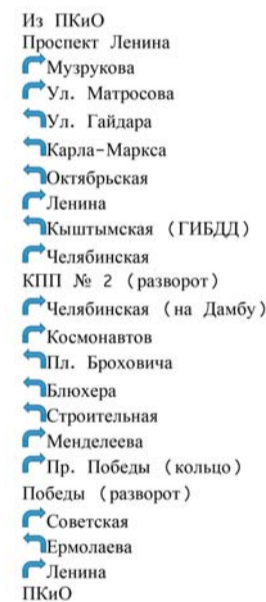 Из ПКиО
Проспект Ленина
Музрукова
Ул. Матросова
Ул. Гайдара
Карла-Маркса
Октябрьская
Ленина
Кыштымская (ГИБДД)
Челябинская
КПП № 2 (разворот)
Челябинская (на Дамбу)
Космонавтов
Пл. Броховича
Блюхера
Строительная
Менделеева
Пр. Победы (кольцо)
Победы (разворот)
Советская
Ермолаева
Ленина
ПКиО